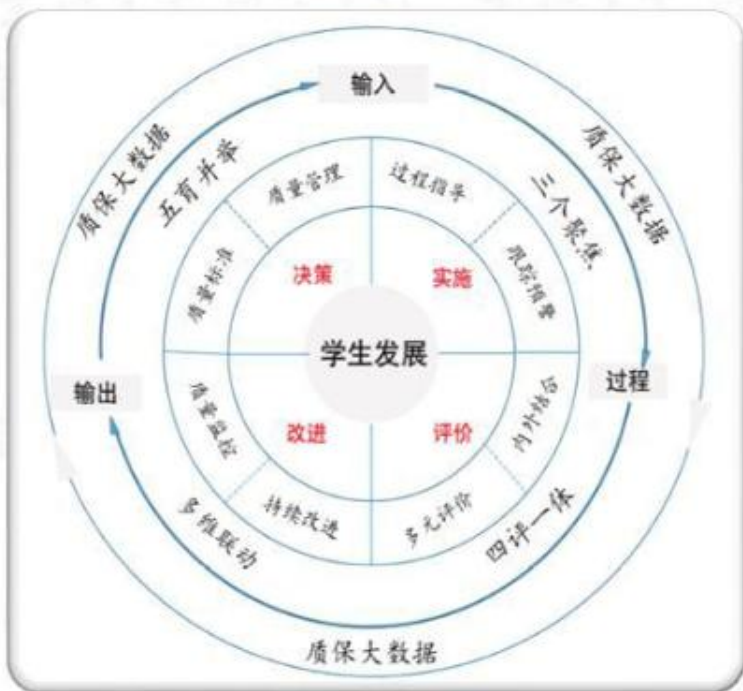 输入
质保大数据
质保大数据
五育并举
三个聚焦
质量管理
过程指导
质量标准
跟踪预警
决策
实施
学生发展
输出
过程
改进
评价
质量监控
内外结合
持续改进
多元评价
多维联动
四评一体
质保大数据